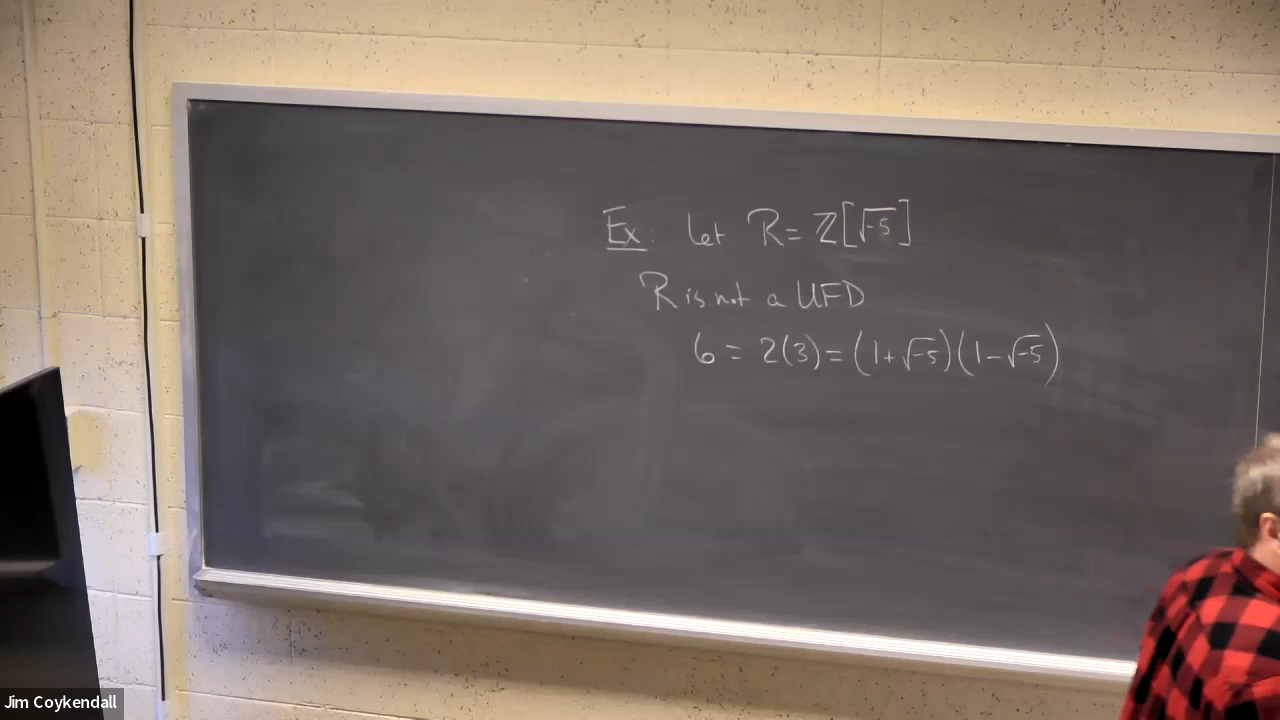 Ex: Let R = ℤ[√-5]
R is not a UFD
6 = 2(3) = (1+√-5)(1-√-5)
Jim Coykendall